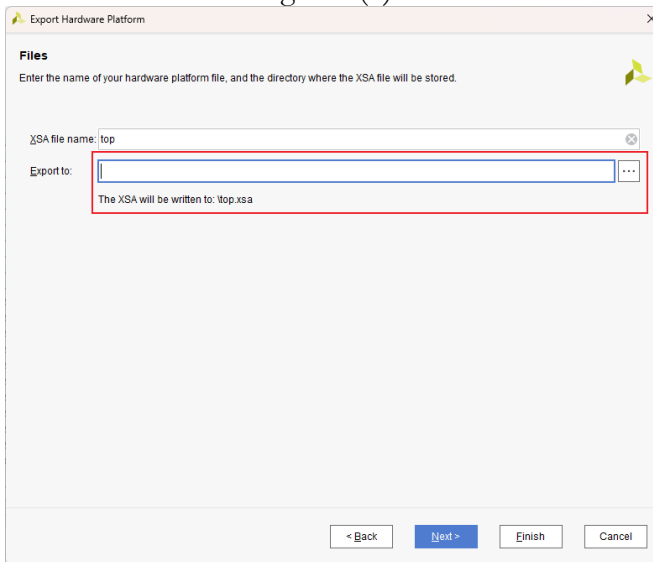 Export Hardware Platform
Files
Enter the name of your hardware platform file, and the directory where the XSA file will be stored.
XSA file name: top
Export to:
The XSA will be written to: \top.xsa
< Back Next > Finish Cancel